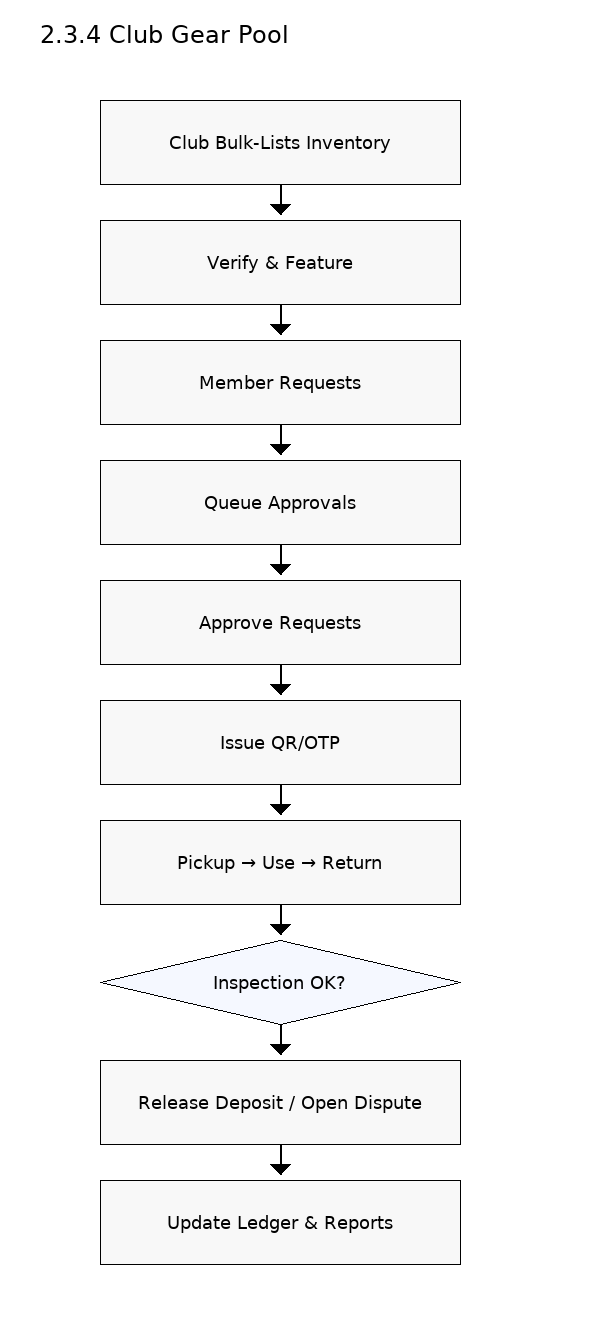 2.3.4 Club Gear Pool
Club Bulk-Lists Inventory
Verify & Feature
Member Requests
Queue Approvals
Approve Requests
Issue QR/OTP
Pickup → Use → Return
Inspection OK?
Release Deposit / Open Dispute
Update Ledger & Reports